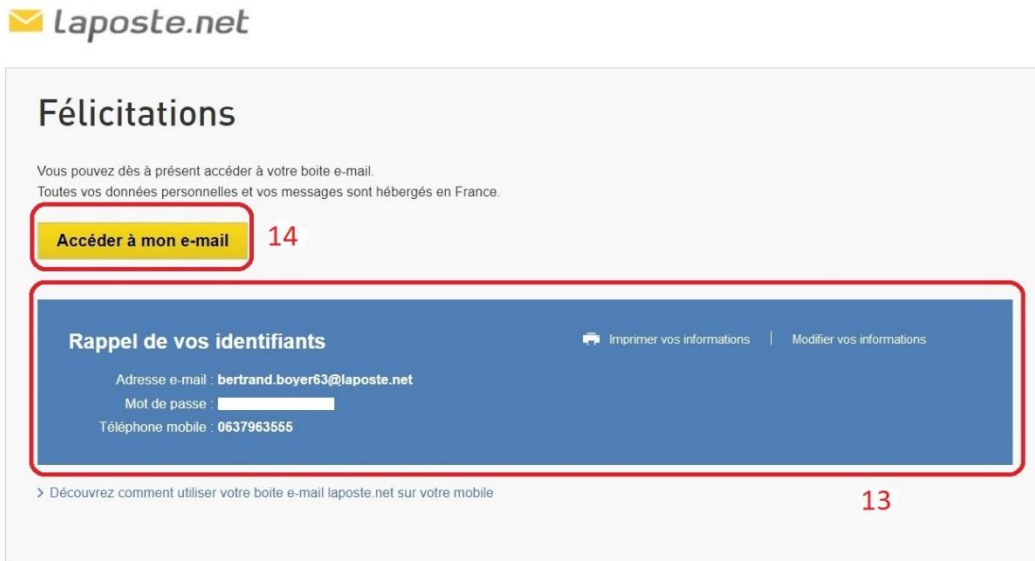 Laposte.net
Félicitations
Vous pouvez dès à présent accéder à votre boite e-mail.
Toutes vos données personnelles et vos messages sont hébergés en France.
Accéder à mon e-mail 14
Rappel de vos identifiants Imprimer vos informations | Modifier vos informations
Adresse e-mail : bertrand.boyer63@laposte.net
Mot de passe :
Téléphone mobile : 0637963555
> Découvrez comment utiliser votre boite e-mail laposte.net sur votre mobile
13